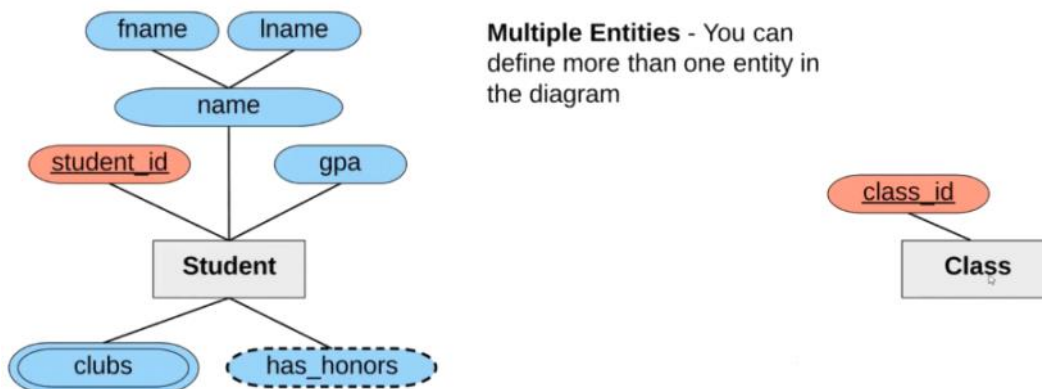 fname
lname
name
student_id
gpa
Student
clubs
has_honors
Multiple Entities - You can
define more than one entity in
the diagram
class_id
Class